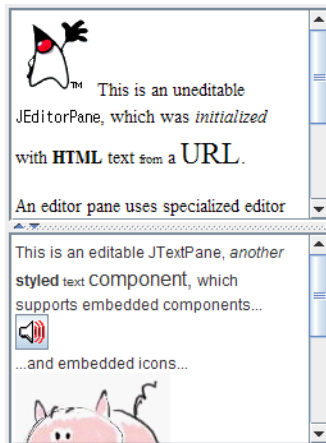 TM This is an uneditable
JEditorPane, which was initialized
with HTML text from a URL.
An editor pane uses specialized editor
This is an editable JTextPane, another
styled text component, which
supports embedded components...
...and embedded icons...